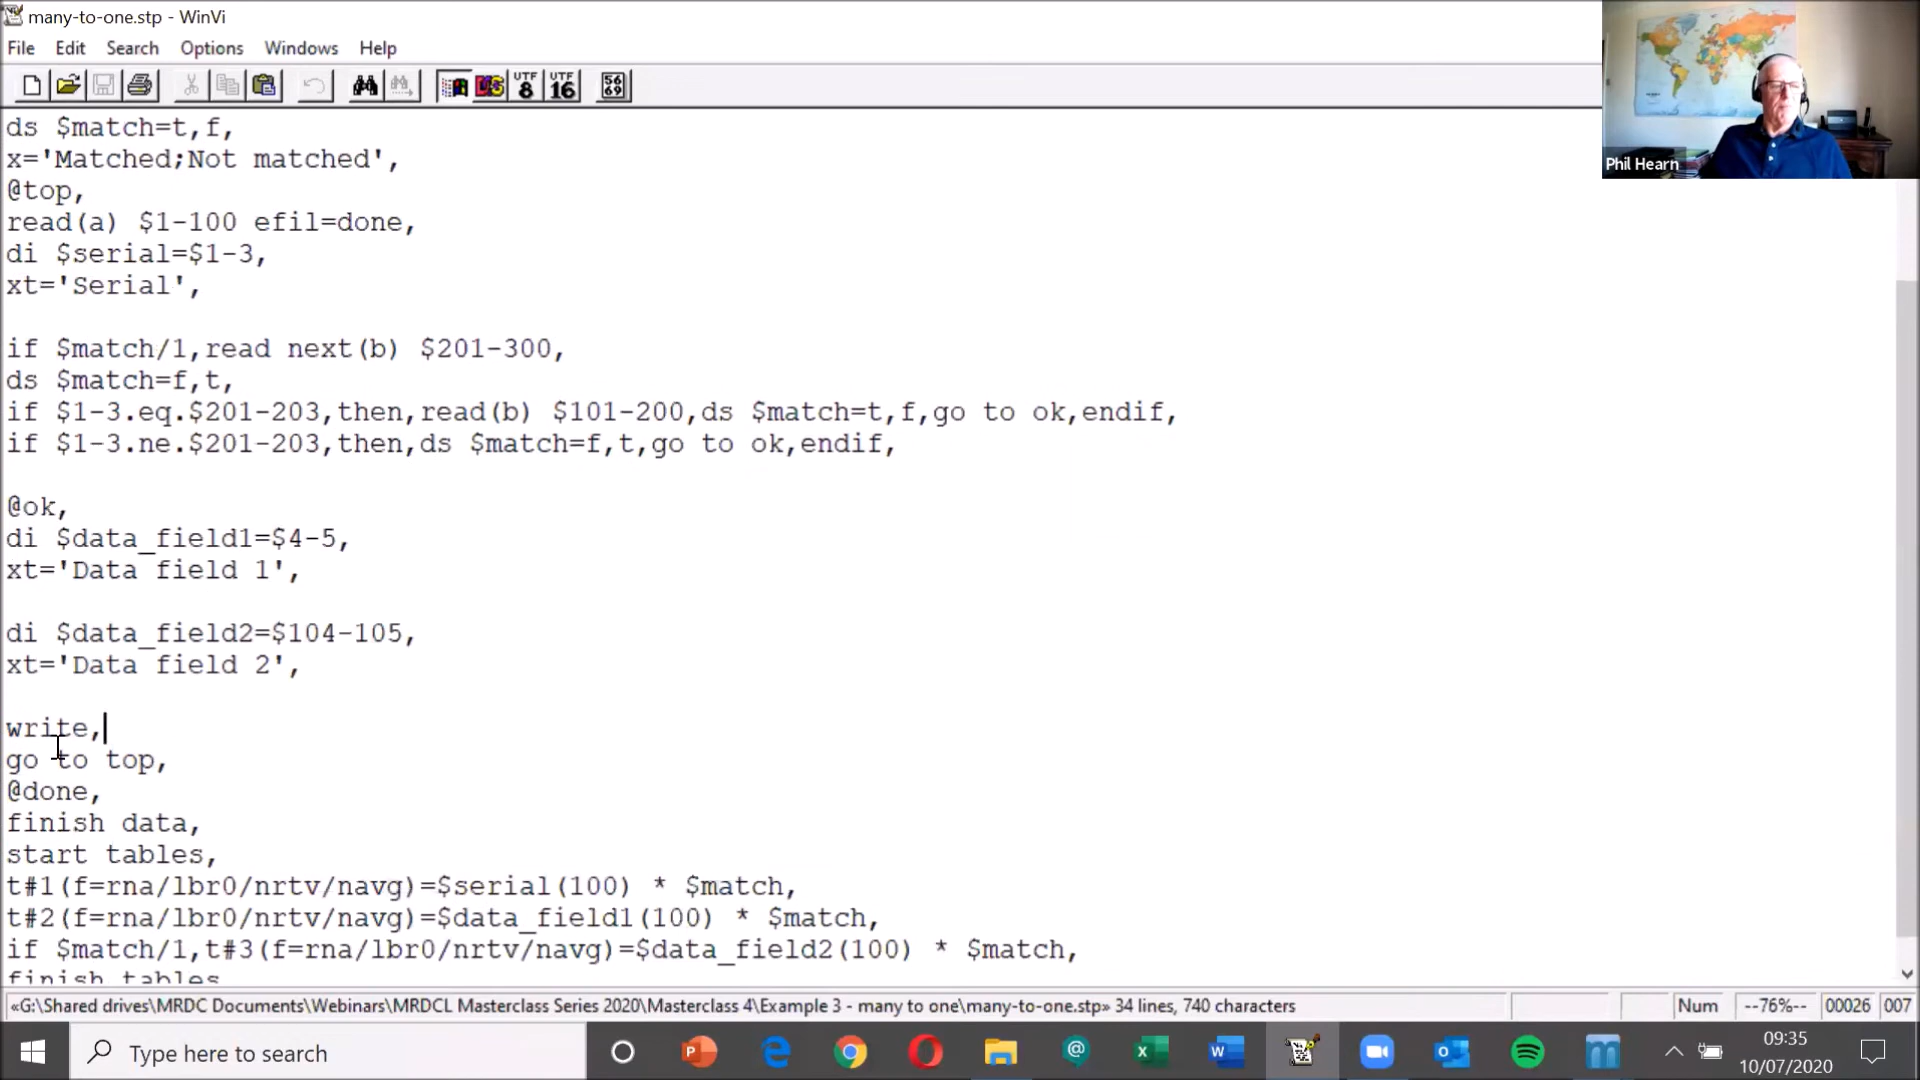 many-to-one.stp - WinVi
File Edit Search Options Windows Help
UTF 8 UTF 16 56 69
ds $match=t,f,
x='Matched;Not matched',
@top,
read(a) $1-100 efil=done,
di $serial=$1-3,
xt='Serial',
if $match/1,read next(b) $201-300,
ds $match=f,t,
if $1-3.eq.$201-203,then,read(b) $101-200,ds $match=t,f,go to ok,endif,
if $1-3.ne.$201-203,then,ds $match=f,t,go to ok,endif,
@ok,
di $data_field1=$4-5,
xt='Data field 1',
di $data_field2=$104-105,
xt='Data field 2',
write,
go to top,
@done,
finish data,
start tables,
t#1(f=rna/lbr0/nrtv/navg)=$serial(100) * $match,
t#2(f=rna/lbr0/nrtv/navg)=$data_field1(100) * $match,
if $match/1,t#3(f=rna/lbr0/nrtv/navg)=$data_field2(100) * $match,
finish tables
Phil Hearn
«G:\Shared drives\MRDC Documents\Webinars\MRDCL Masterclass Series 2020\Masterclass 4\Example 3 - many to one\many-to-one.stp» 34 lines, 740 characters
Num --76%-- 00026 007
Type here to search
09:35
10/07/2020